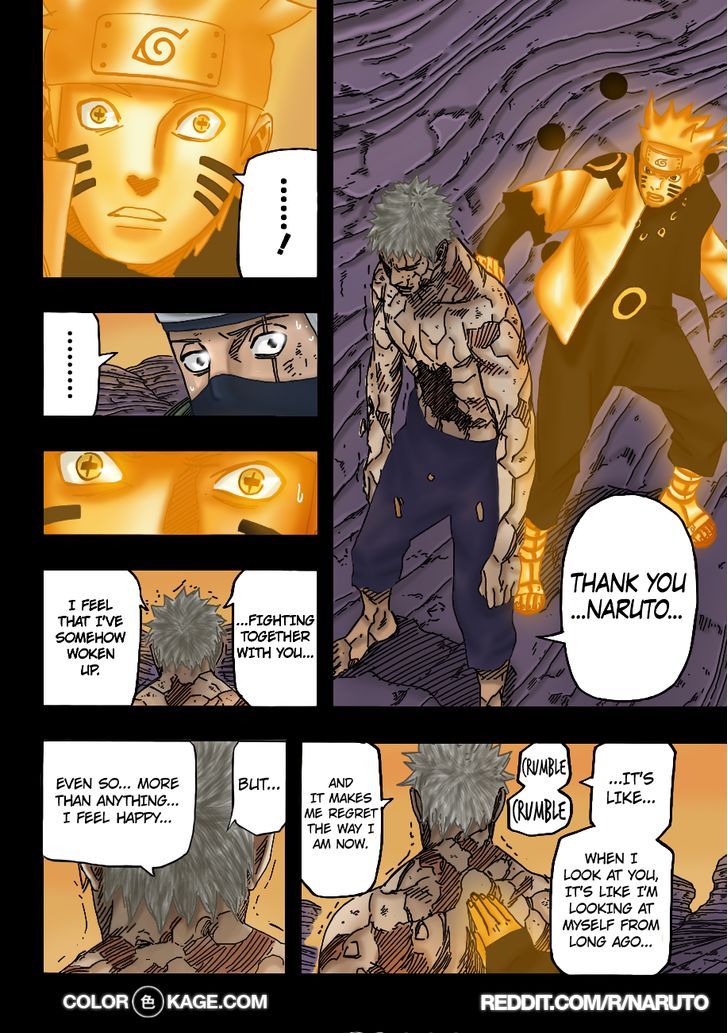 THANK YOU
...NARUTO...
........!
........
...FIGHTING
TOGETHER
WITH YOU...
I FEEL
THAT I'VE
SOMEHOW
WOKEN
UP.
...IT'S
LIKE...
WHEN I
LOOK AT YOU,
IT'S LIKE I'M
LOOKING AT
MYSELF FROM
LONG AGO...
CRUMBLE
CRUMBLE
AND
IT MAKES
ME REGRET
THE WAY I
AM NOW.
BUT...
EVEN SO... MORE
THAN ANYTHING...
I FEEL HAPPY...
COLOR 色 KAGE.COM
REDDIT.COM/R/NARUTO